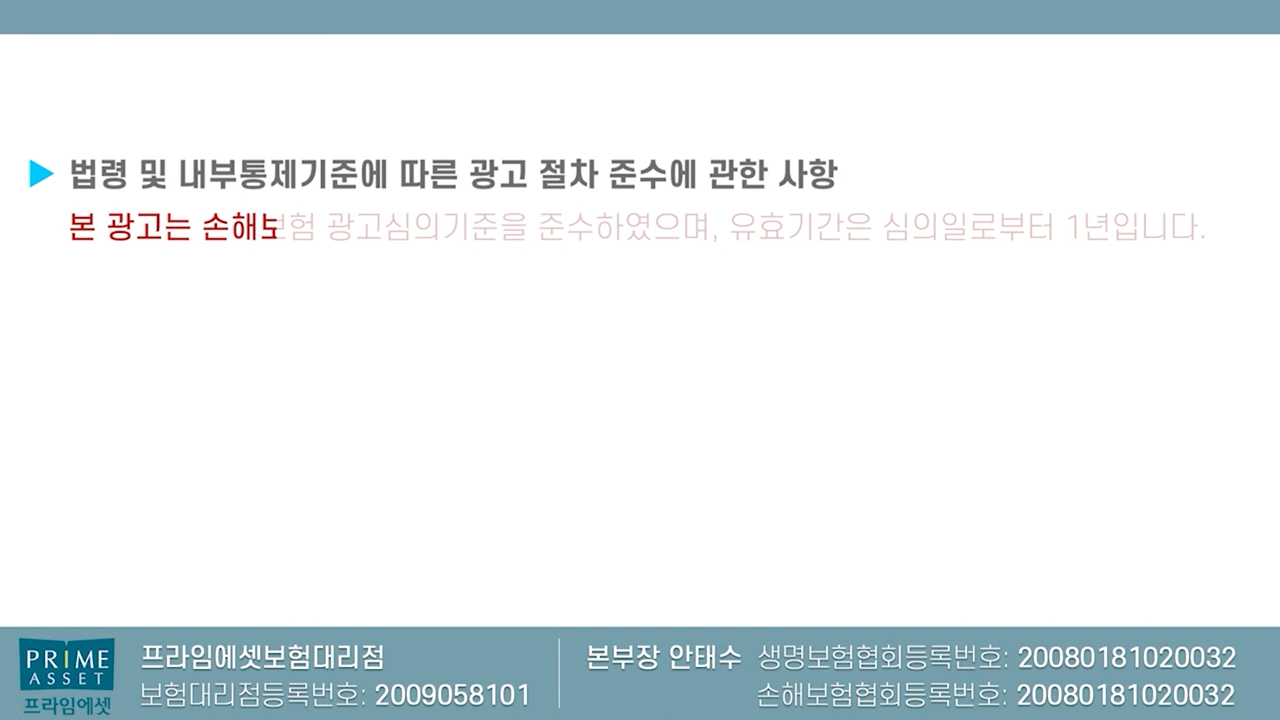 ▶ 법령 및 내부통제기준에 따른 광고 절차 준수에 관한 사항
본 광고는 손해보험 광고심의기준을 준수하였으며, 유효기간은 심의일로부터 1년입니다.
PRIME
ASSET
프라임에셋
프라임에셋보험대리점
보험대리점등록번호: 2009058101
본부장 안태수 생명보험협회등록번호: 20080181020032
손해보험협회등록번호: 20080181020032